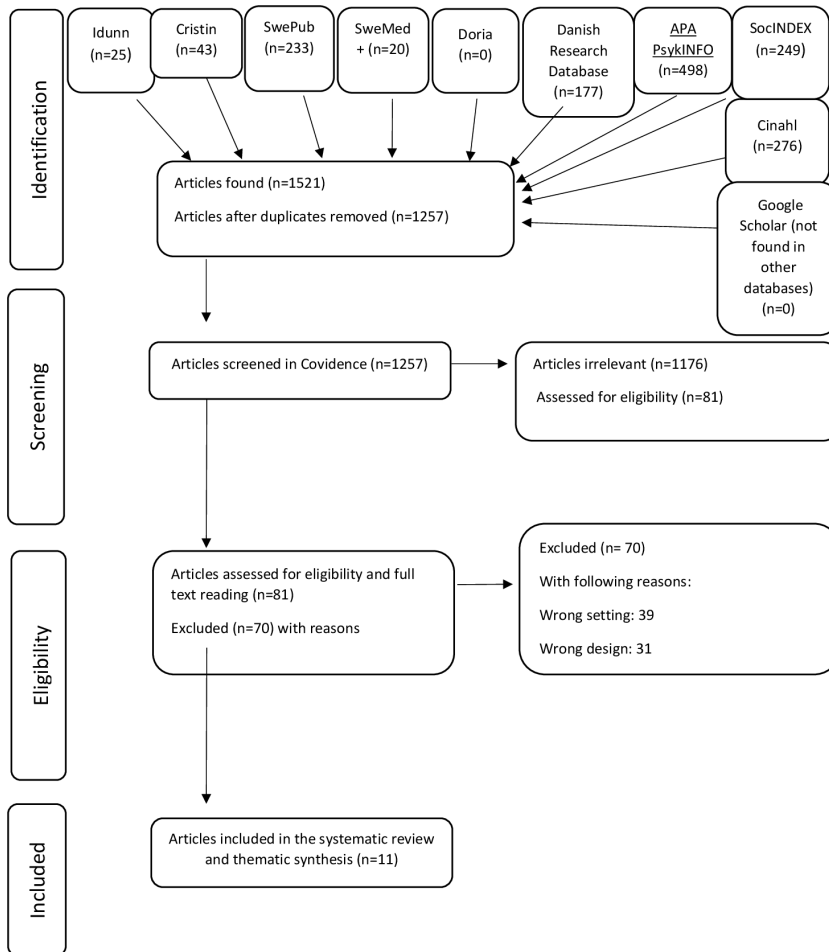 Identification
Idunn
(n=25)
Cristin
(n=43)
SwePub
(n=233)
SweMed
+ (n=20)
Doria
(n=0)
Danish
Research
Database
(n=177)
APA
PsykINFO
(n=498)
SocINDEX
(n=249)
Cinahl
(n=276)
Google
Scholar (not
found in
other
databases)
(n=0)
Articles found (n=1521)
Articles after duplicates removed (n=1257)
Screening
Articles screened in Covidence (n=1257)
Articles irrelevant (n=1176)
Assessed for eligibility (n=81)
Eligibility
Articles assessed for eligibility and full
text reading (n=81)
Excluded (n=70) with reasons
Excluded (n= 70)
With following reasons:
Wrong setting: 39
Wrong design: 31
Included
Articles included in the systematic review
and thematic synthesis (n=11)